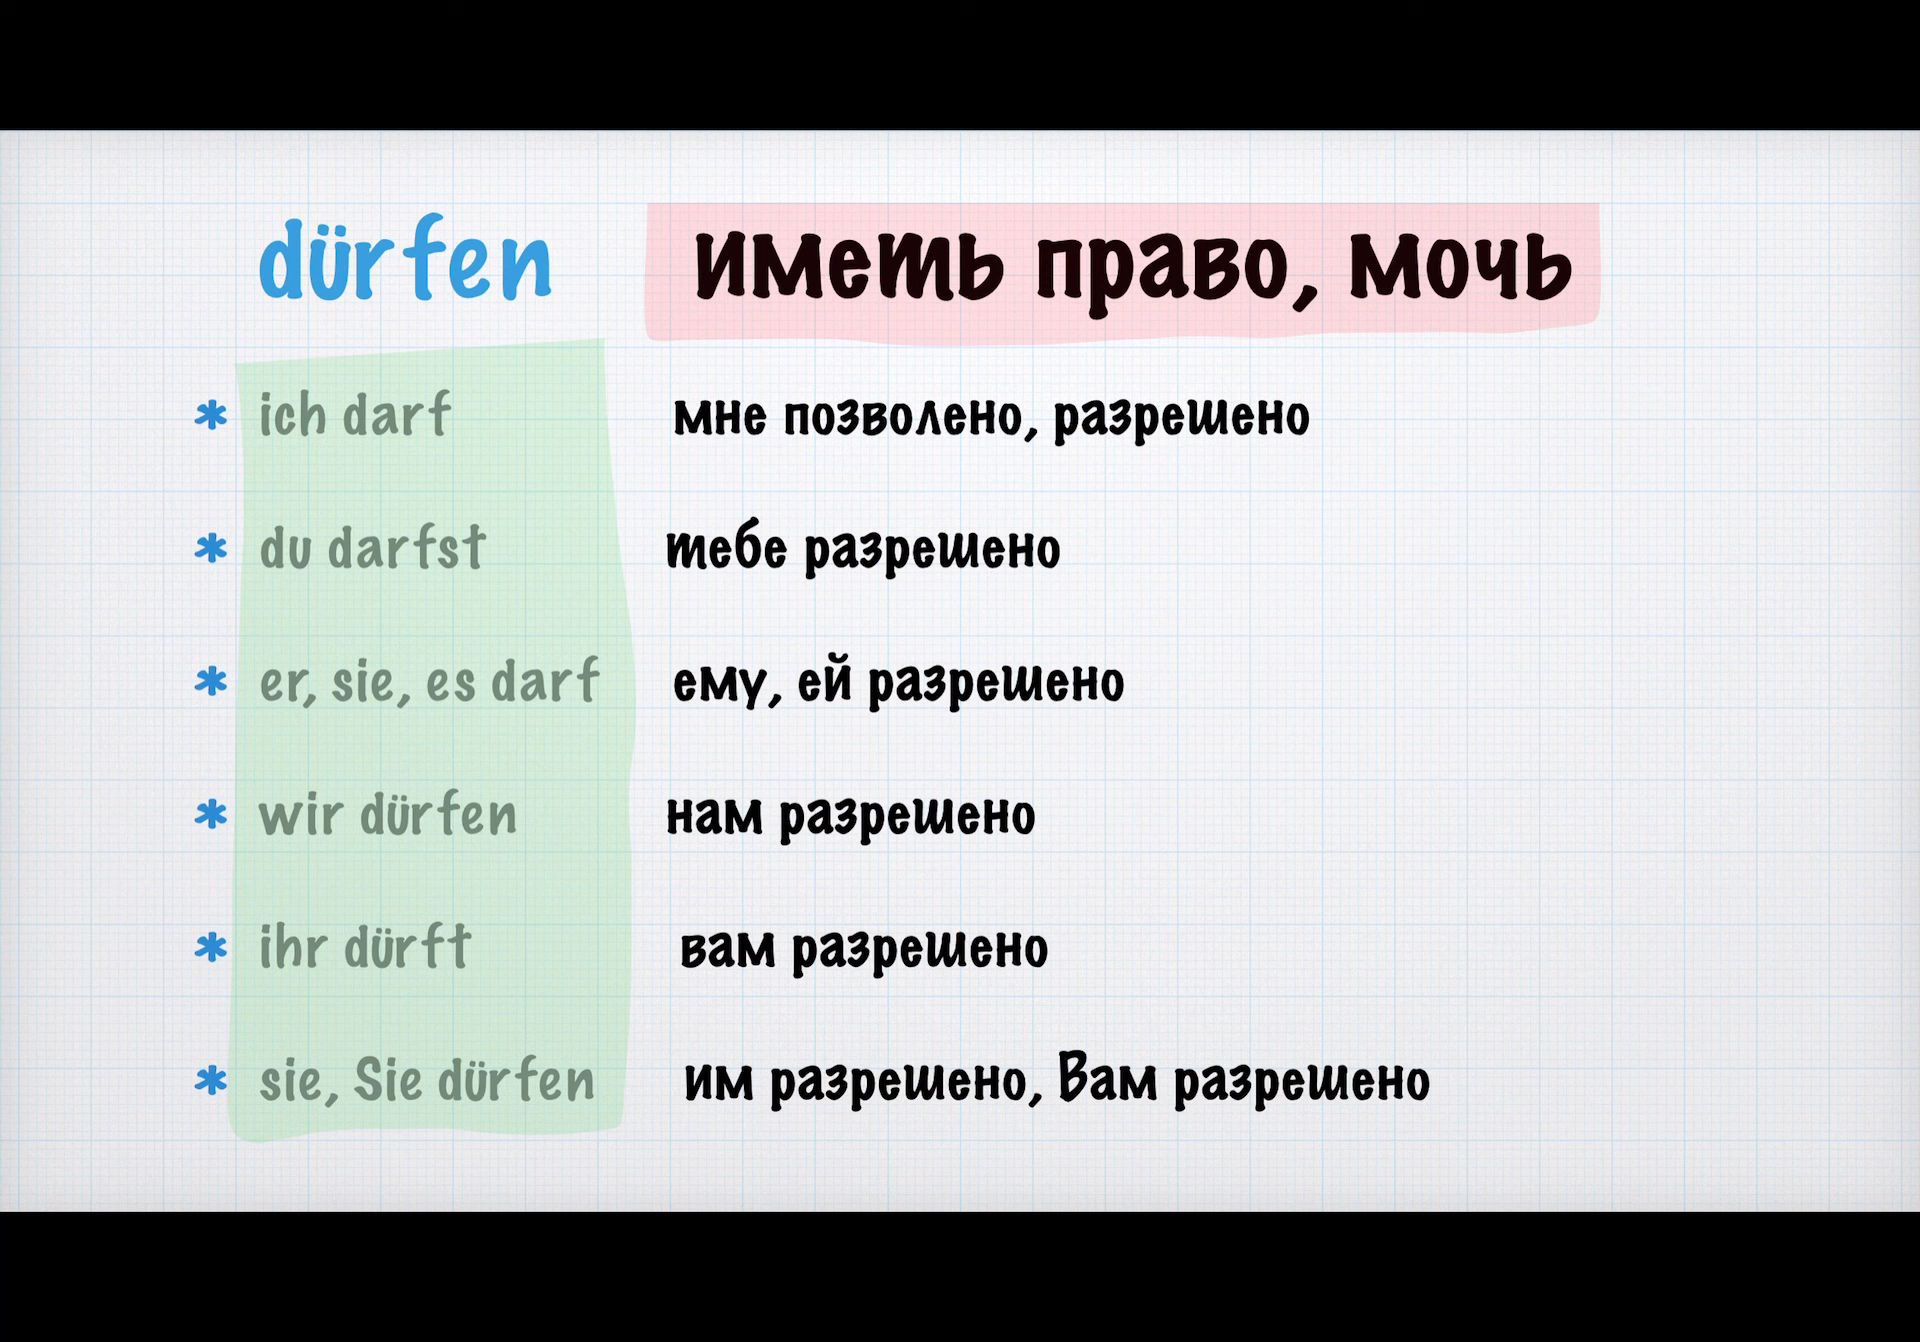 dürfen иметь право, мочь
* ich darf мне позволено, разрешено
* du darfst тебе разрешено
* er, sie, es darf ему, ей разрешено
* wir dürfen нам разрешено
* ihr dürft вам разрешено
* sie, Sie dürfen им разрешено, Вам разрешено